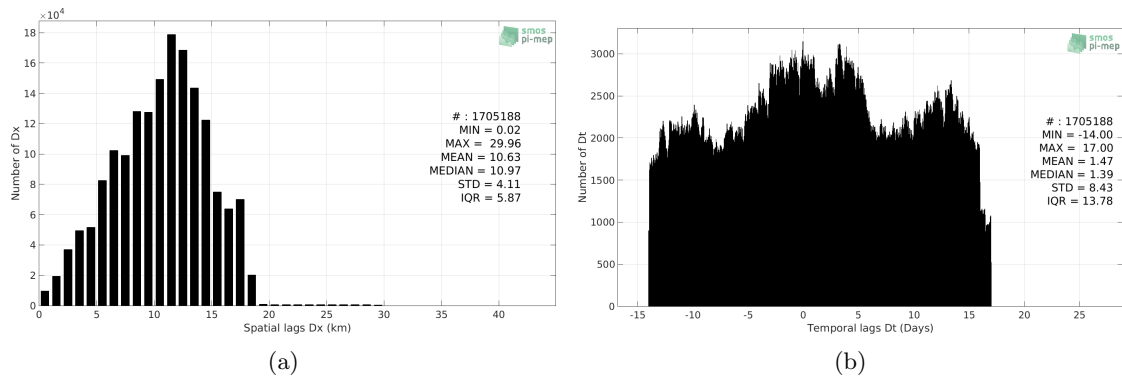 ×10⁴
18
16
14
12
10
8
6
4
2
0
Number of Dx
0 5 10 15 20 25 30 35 40
Spatial lags Dx (km)
smos
pi-mep
# : 1705188
MIN = 0.02
MAX = 29.96
MEAN = 10.63
MEDIAN = 10.97
STD = 4.11
IQR = 5.87
(a)
3000
2500
2000
1500
1000
500
0
Number of Dt
-15 -10 -5 0 5 10 15 20 25
Temporal lags Dt (Days)
smos
pi-mep
# : 1705188
MIN = -14.00
MAX = 17.00
MEAN = 1.47
MEDIAN = 1.39
STD = 8.43
IQR = 13.78
(b)